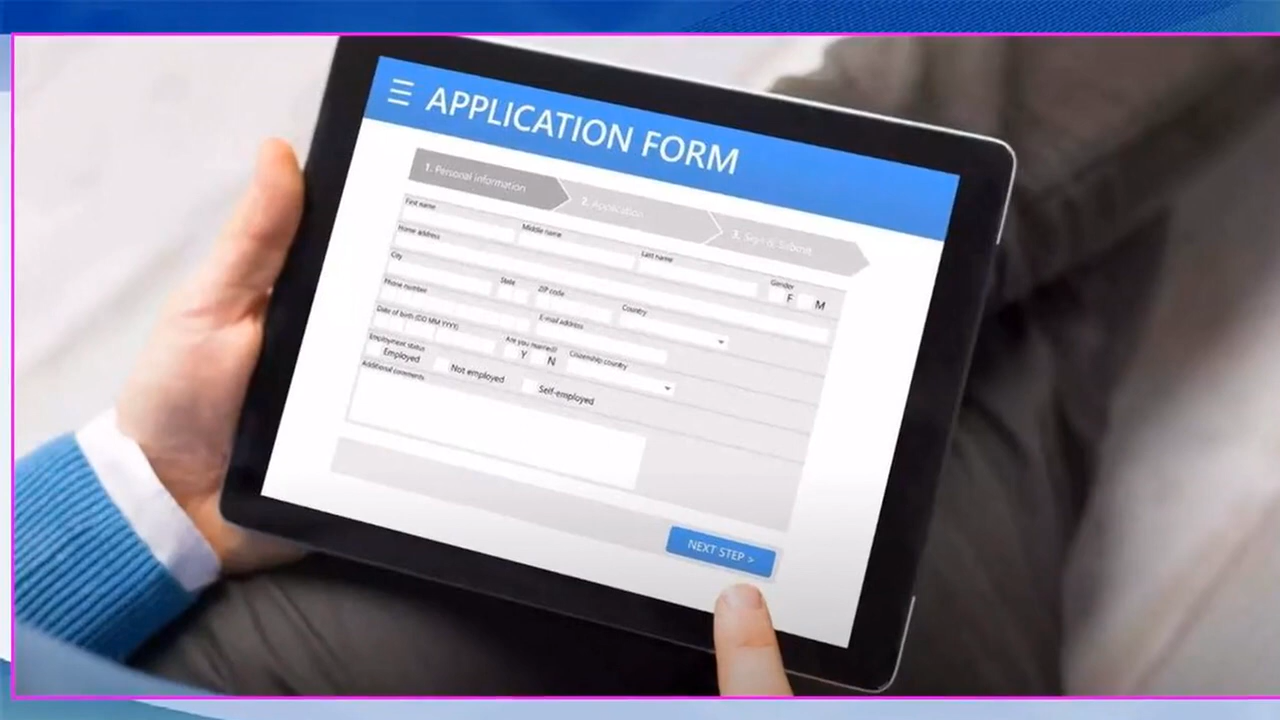 APPLICATION FORM
1. Personal information
2. Application
3. Sign & Submit
First name
Middle name
Last name
Gender
F M
Home address
City
State
ZIP code
Country
Phone number
E-mail address
Date of birth (DD MM YYYY)
Are you married?
Y N
Citizenship country
Employment status
Employed
Not employed
Self-employed
Additional comments
NEXT STEP >